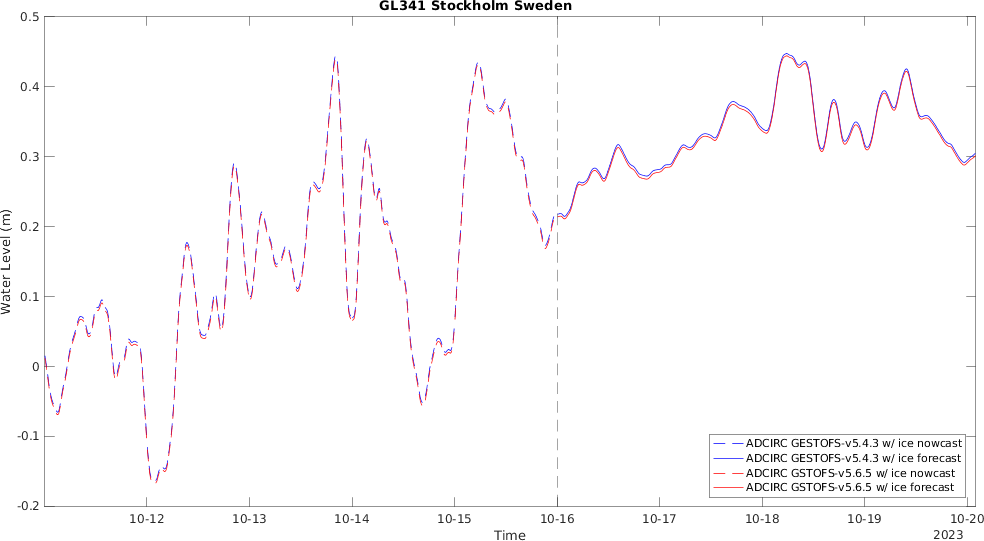 GL341 Stockholm Sweden
0.5
0.4
0.3
0.2
0.1
0
-0.1
-0.2
Water Level (m)
ADCIRC GESTOFS-v5.4.3 w/ ice nowcast
ADCIRC GESTOFS-v5.4.3 w/ ice forecast
ADCIRC GSTOFS-v5.6.5 w/ ice nowcast
ADCIRC GSTOFS-v5.6.5 w/ ice forecast
10-12 10-13 10-14 10-15 10-16 10-17 10-18 10-19 10-20
Time 2023